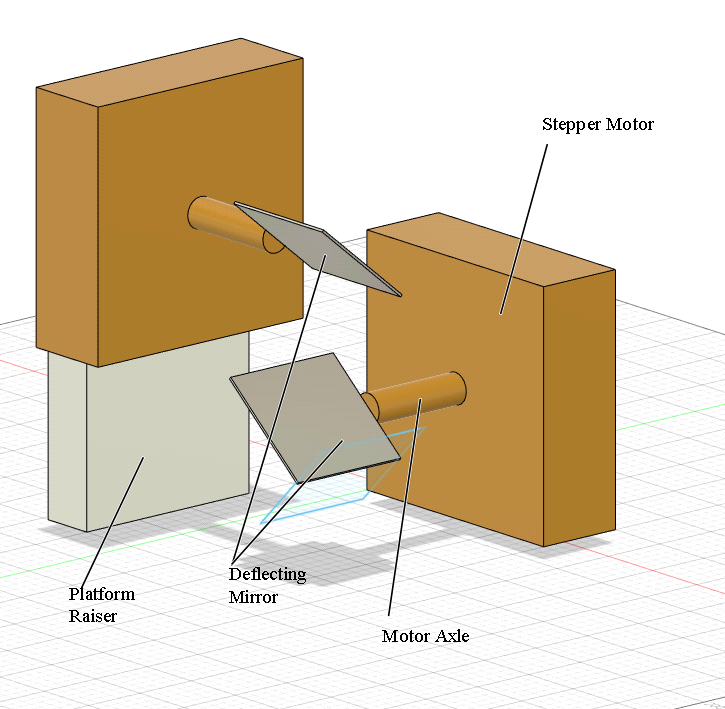 Stepper Motor
Deflecting
Mirror
Platform
Raiser
Motor Axle